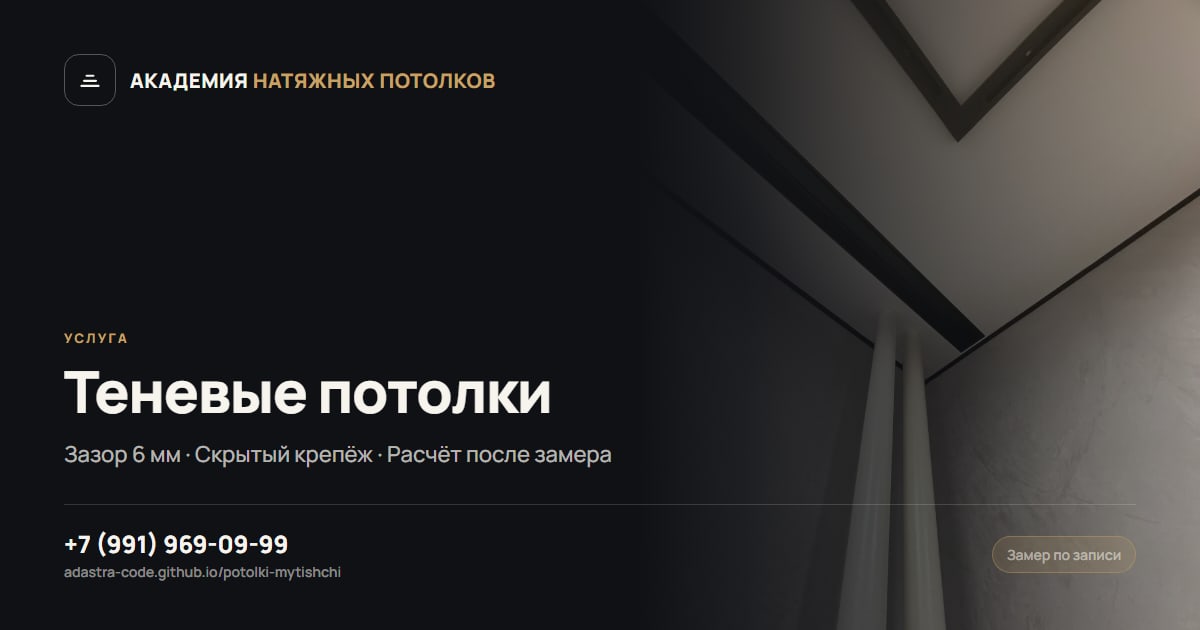 АКАДЕМИЯ НАТЯЖНЫХ ПОТОЛКОВ
УСЛУГА
Теневые потолки
Зазор 6 мм · Скрытый крепёж · Расчёт после замера
+7 (991) 969-09-99
adastra-code.github.io/potolki-mytishchi
Замер по записи